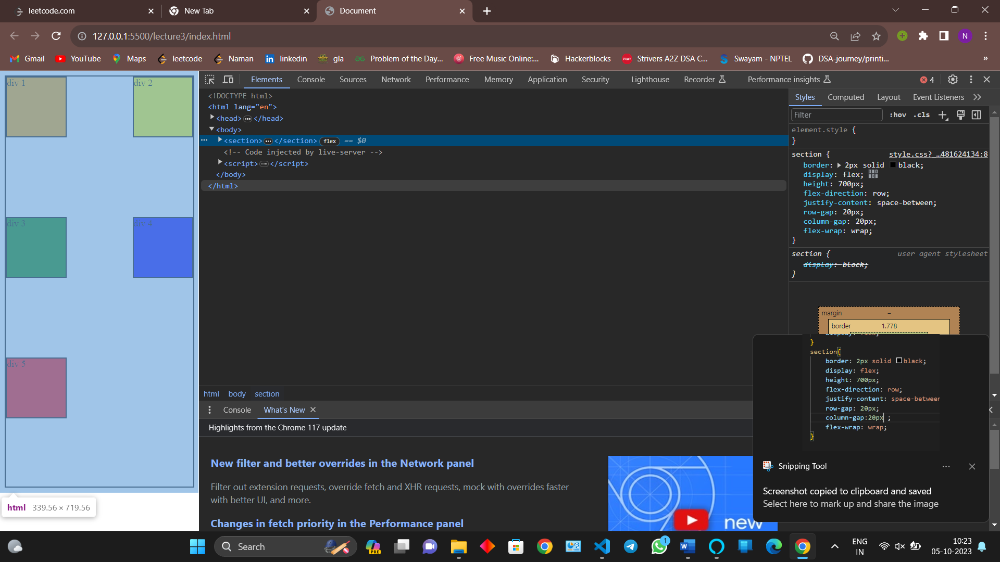 leetcode.com
New Tab
Document
127.0.0.1:5500/lecture3/index.html
N
Gmail
YouTube
Maps
leetcode
Naman
linkedin
gla
Problem of the Day...
Free Music Online:...
Hackerblocks
Strivers A2Z DSA C...
Swayam - NPTEL
DSA-journey/printi...
»
div 1
div 2
div 3
div 4
div 5
html 339.56 × 719.56
Elements
Console
Sources
Network
Performance
Memory
Application
Security
Lighthouse
Recorder
Performance insights
4
<!DOCTYPE html>
<html lang="en">
<head> … </head>
<body>
… <section> … </section> flex == $0
<!-- Code injected by live-server -->
<script> … </script>
</body>
</html>
html body section
Console
What's New
Highlights from the Chrome 117 update
New filter and better overrides in the Network panel
Filter out extension requests, override fetch and XHR requests, mock with overrides faster
with better UI, and more.
Changes in fetch priority in the Performance panel
new
Styles
Computed
Layout
Event Listeners
Filter
:hov .cls
element.style {
}
section { style.css?_…481624134:8
border: 2px solid black;
display: flex;
height: 700px;
flex-direction: row;
justify-content: space-between;
row-gap: 20px;
column-gap: 20px;
flex-wrap: wrap;
}
section { user agent stylesheet
display: block;
}
margin –
border 1.778
}
section{
border: 2px solid black;
display: flex;
height: 700px;
flex-direction: row;
justify-content: space-between
row-gap: 20px;
column-gap:20px ;
flex-wrap: wrap;
}
Snipping Tool
Screenshot copied to clipboard and saved
Select here to mark up and share the image
Search
PRE
1
ENG
IN
10:23
05-10-2023